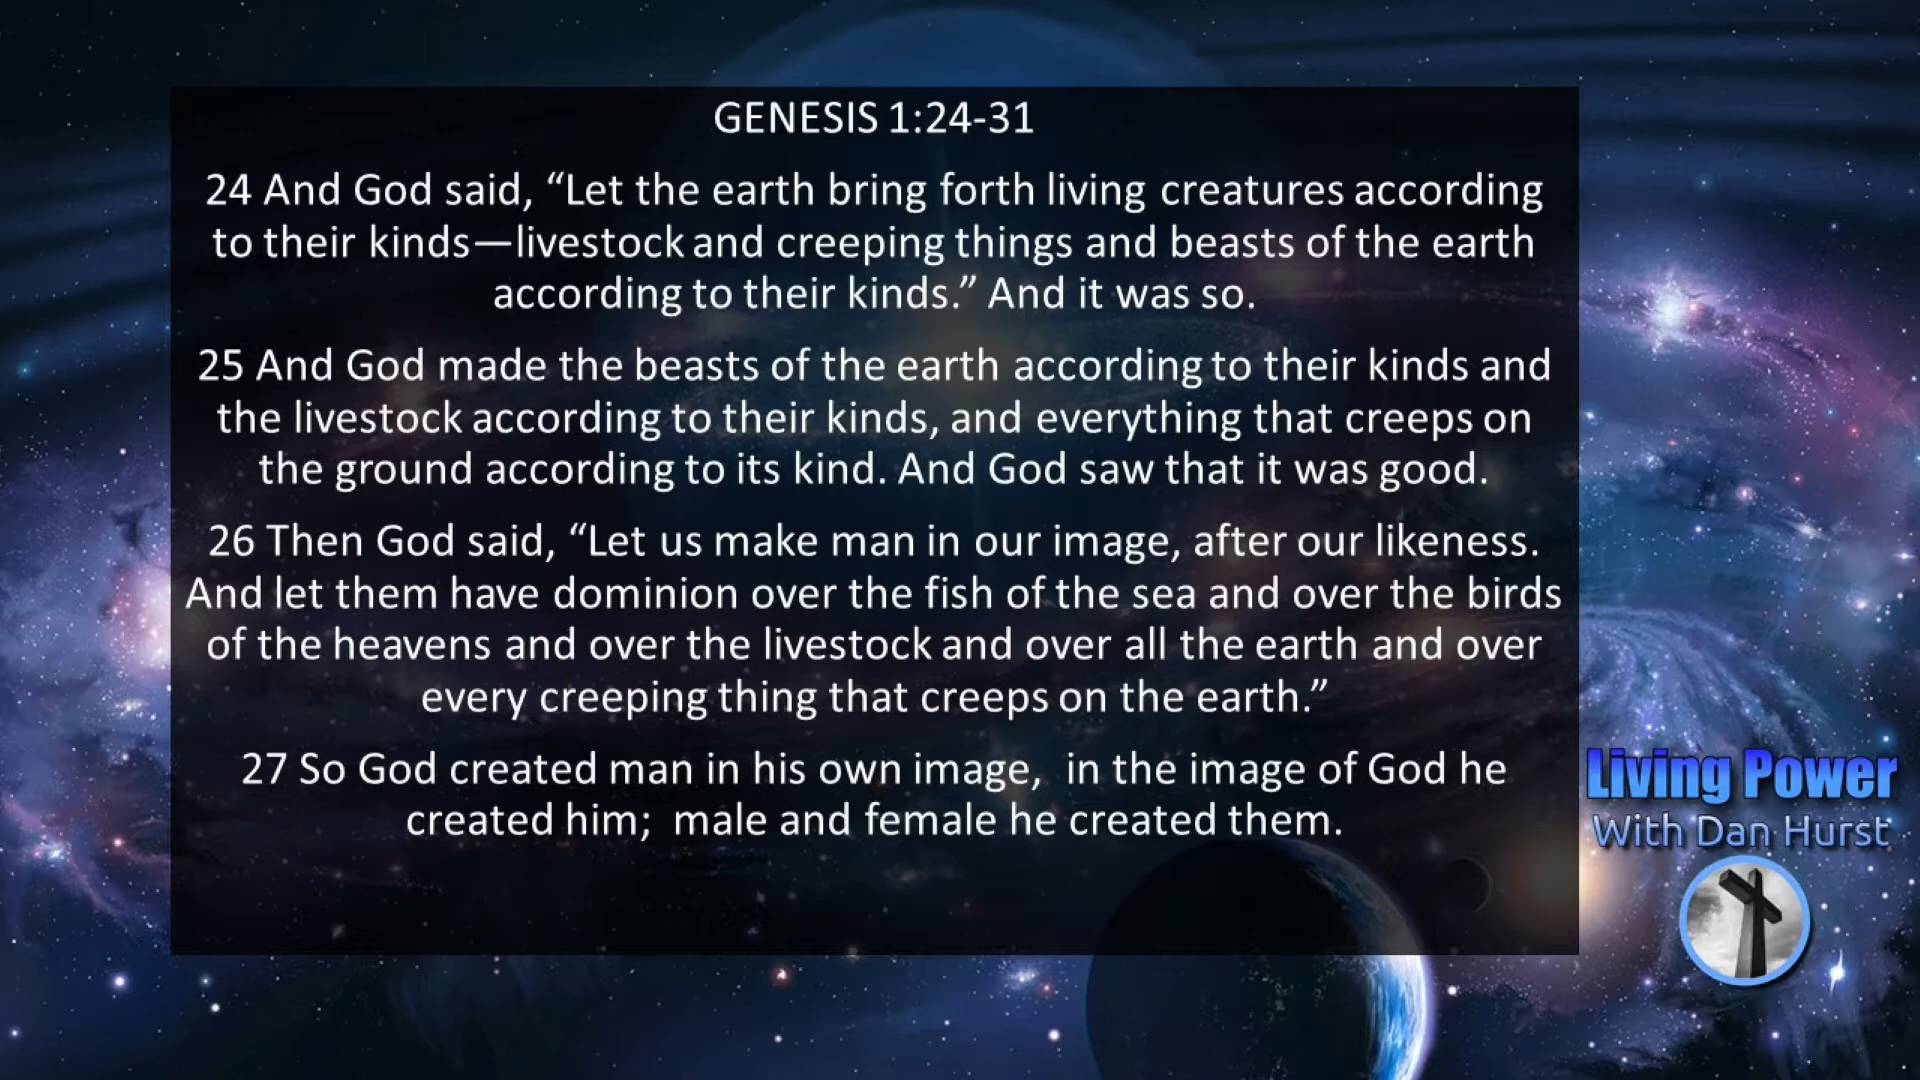 GENESIS 1:24-31
24 And God said, “Let the earth bring forth living creatures according
to their kinds—livestock and creeping things and beasts of the earth
according to their kinds.” And it was so.
25 And God made the beasts of the earth according to their kinds and
the livestock according to their kinds, and everything that creeps on
the ground according to its kind. And God saw that it was good.
26 Then God said, “Let us make man in our image, after our likeness.
And let them have dominion over the fish of the sea and over the birds
of the heavens and over the livestock and over all the earth and over
every creeping thing that creeps on the earth.”
27 So God created man in his own image,  in the image of God he
created him;  male and female he created them.
Living Power
With Dan Hurst